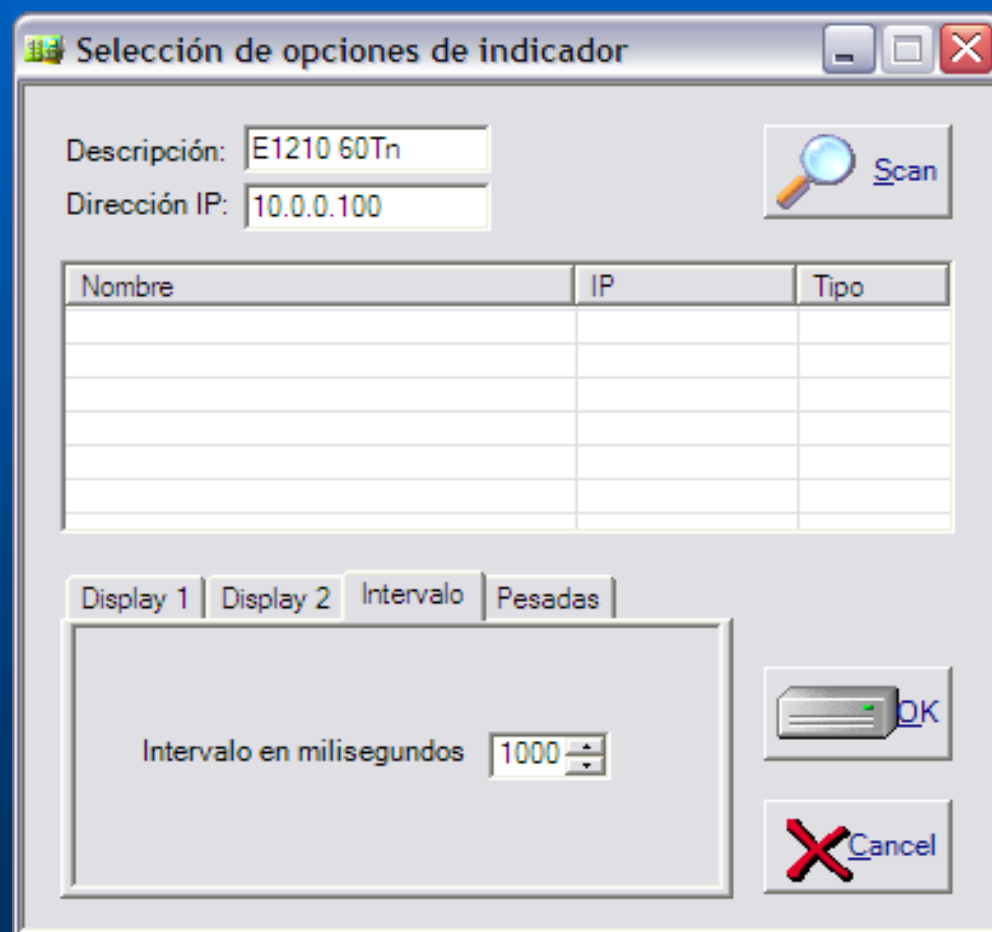 Selección de opciones de indicador
Descripción: E1210 60Tn
Dirección IP: 10.0.0.100
Scan
Nombre IP Tipo
Display 1 Display 2 Intervalo Pesadas
Intervalo en milisegundos 1000
OK
Cancel